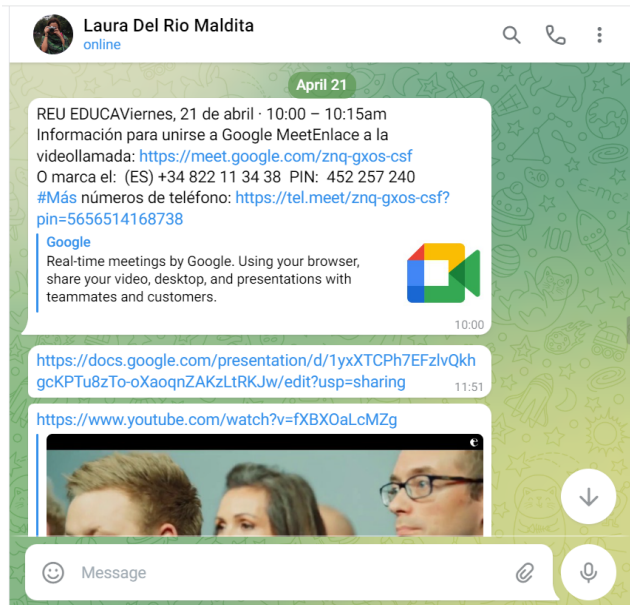 Laura Del Rio Maldita
online
April 21
REU EDUCAViernes, 21 de abril · 10:00 – 10:15am
Información para unirse a Google MeetEnlace a la
videollamada: https://meet.google.com/znq-gxos-csf
O marca el: (ES) +34 822 11 34 38 PIN: 452 257 240
#Más números de teléfono: https://tel.meet/znq-gxos-csf?
pin=5656514168738
Google
Real-time meetings by Google. Using your browser,
share your video, desktop, and presentations with
teammates and customers.
10:00
https://docs.google.com/presentation/d/1yxXTCPh7EFzlvQkh
gcKPTu8zTo-oXaoqnZAKzLtRKJw/edit?usp=sharing
11:51
https://www.youtube.com/watch?v=fXBXOaLcMZg
Message